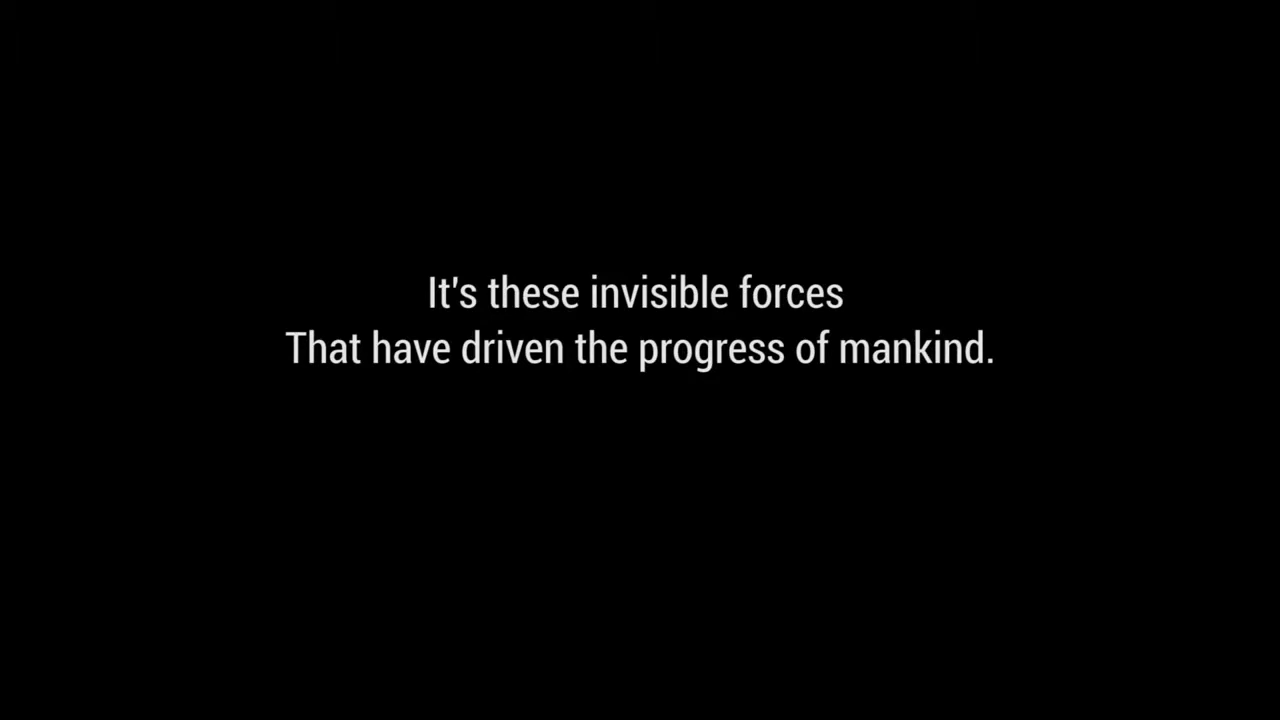 It's these invisible forces
That have driven the progress of mankind.